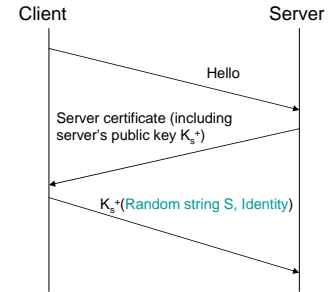 Client Server
Hello
Server certificate (including
server's public key Kₛ⁺)
Kₛ⁺(Random string S, Identity)